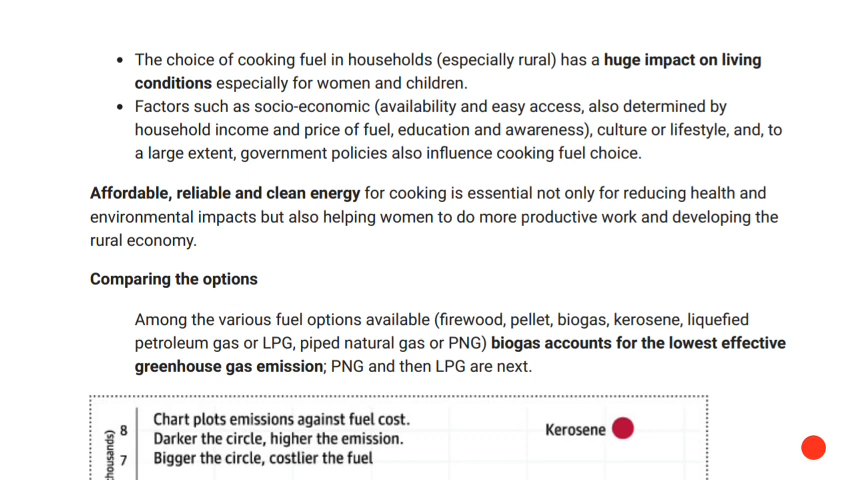 • The choice of cooking fuel in households (especially rural) has a huge impact on living
conditions especially for women and children.
• Factors such as socio-economic (availability and easy access, also determined by
household income and price of fuel, education and awareness), culture or lifestyle, and, to
a large extent, government policies also influence cooking fuel choice.
Affordable, reliable and clean energy for cooking is essential not only for reducing health and
environmental impacts but also helping women to do more productive work and developing the
rural economy.
Comparing the options
Among the various fuel options available (firewood, pellet, biogas, kerosene, liquefied
petroleum gas or LPG, piped natural gas or PNG) biogas accounts for the lowest effective
greenhouse gas emission; PNG and then LPG are next.
Chart plots emissions against fuel cost.
Darker the circle, higher the emission.
Bigger the circle, costlier the fuel
Kerosene
8
7